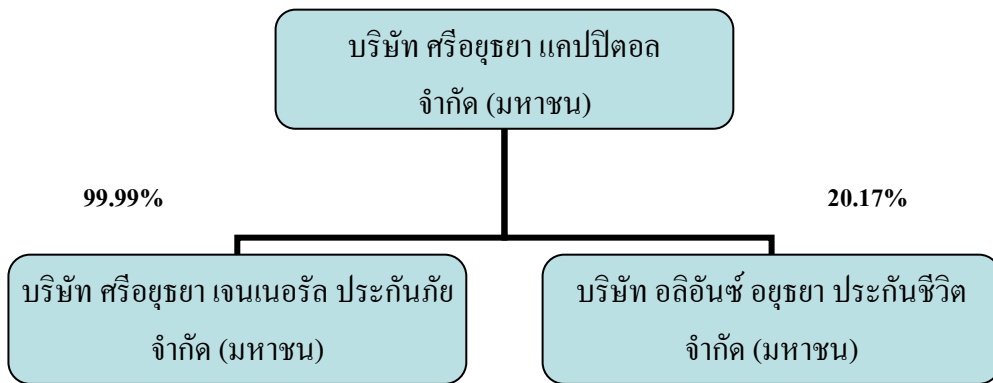 บริษัท ศรีอยุธยา แคปปิตอล
จำกัด (มหาชน)
99.99%
20.17%
บริษัท ศรีอยุธยา เจนเนอรัล ประกันภัย
จำกัด (มหาชน)
บริษัท อลิอันซ์ อยุธยา ประกันชีวิต
จำกัด (มหาชน)